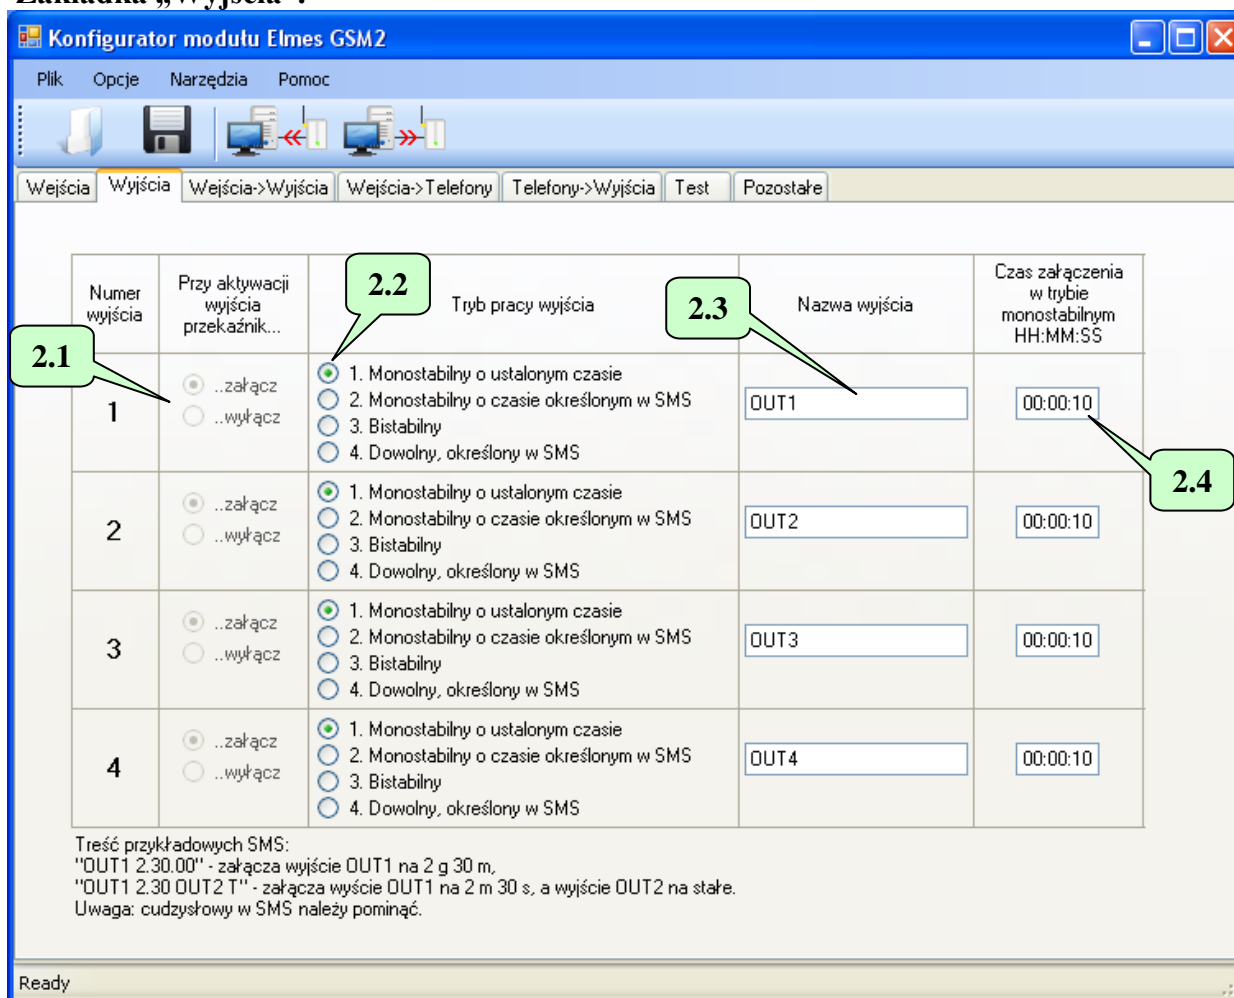 Zakładka „Wyjścia”:
Konfigurator modułu Elmes GSM2
Plik Opcje Narzędzia Pomoc
Wejścia Wyjścia Wejścia->Wyjścia Wejścia->Telefony Telefony->Wyjścia Test Pozostałe
Numer wyjścia
Przy aktywacji wyjścia przekaźnik...
2.2
Tryb pracy wyjścia
2.3
Nazwa wyjścia
Czas załączenia w trybie monostabilnym HH:MM:SS
2.1
1
..załącz
..wyłącz
1. Monostabilny o ustalonym czasie
2. Monostabilny o czasie określonym w SMS
3. Bistabilny
4. Dowolny, określony w SMS
OUT1
00:00:10
2.4
2
..załącz
..wyłącz
1. Monostabilny o ustalonym czasie
2. Monostabilny o czasie określonym w SMS
3. Bistabilny
4. Dowolny, określony w SMS
OUT2
00:00:10
3
..załącz
..wyłącz
1. Monostabilny o ustalonym czasie
2. Monostabilny o czasie określonym w SMS
3. Bistabilny
4. Dowolny, określony w SMS
OUT3
00:00:10
4
..załącz
..wyłącz
1. Monostabilny o ustalonym czasie
2. Monostabilny o czasie określonym w SMS
3. Bistabilny
4. Dowolny, określony w SMS
OUT4
00:00:10
Treść przykładowych SMS:
"OUT1 2.30.00" - załącza wyjście OUT1 na 2 g 30 m,
"OUT1 2.30 OUT2 T" - załącza wyście OUT1 na 2 m 30 s, a wyjście OUT2 na stałe.
Uwaga: cudzysłowy w SMS należy pominąć.
Ready